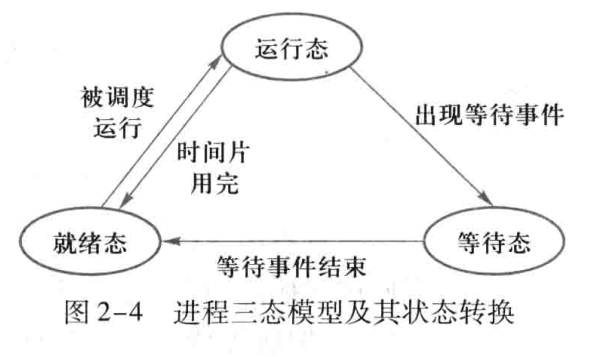 运行态
被调度
运行
时间片
用完
出现等待事件
就绪态
等待态
等待事件结束
图2-4 进程三态模型及其状态转换